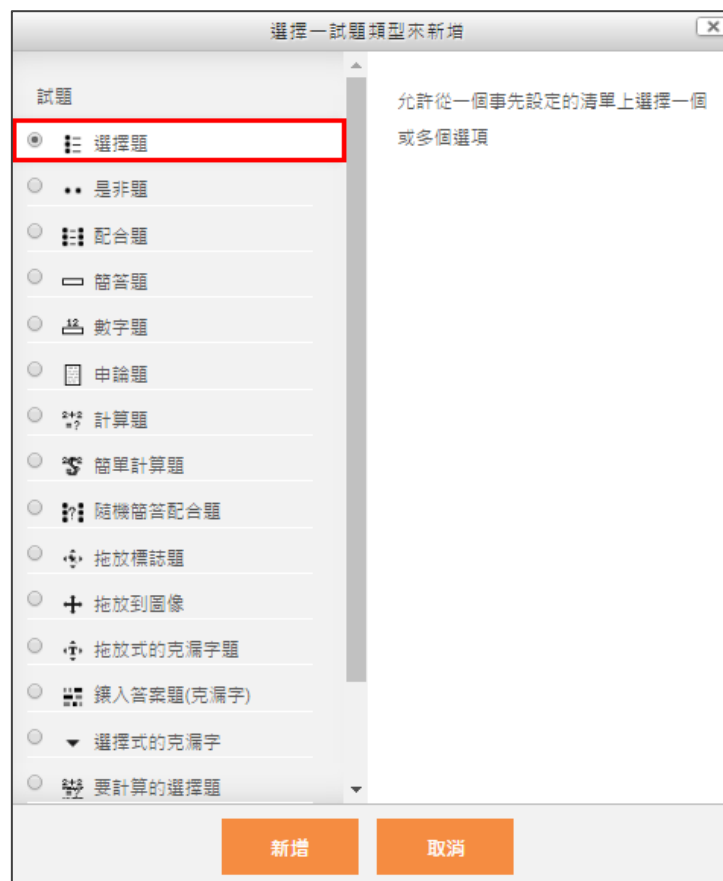 選擇一試題類型來新增
試題
選擇題
是非題
配合題
簡答題
數字題
申論題
計算題
簡單計算題
隨機簡答配合題
拖放標誌題
拖放到圖像
拖放式的克漏字題
鑲入答案題(克漏字)
選擇式的克漏字
要計算的選擇題
允許從一個事先設定的清單上選擇一個
或多個選項
新增
取消